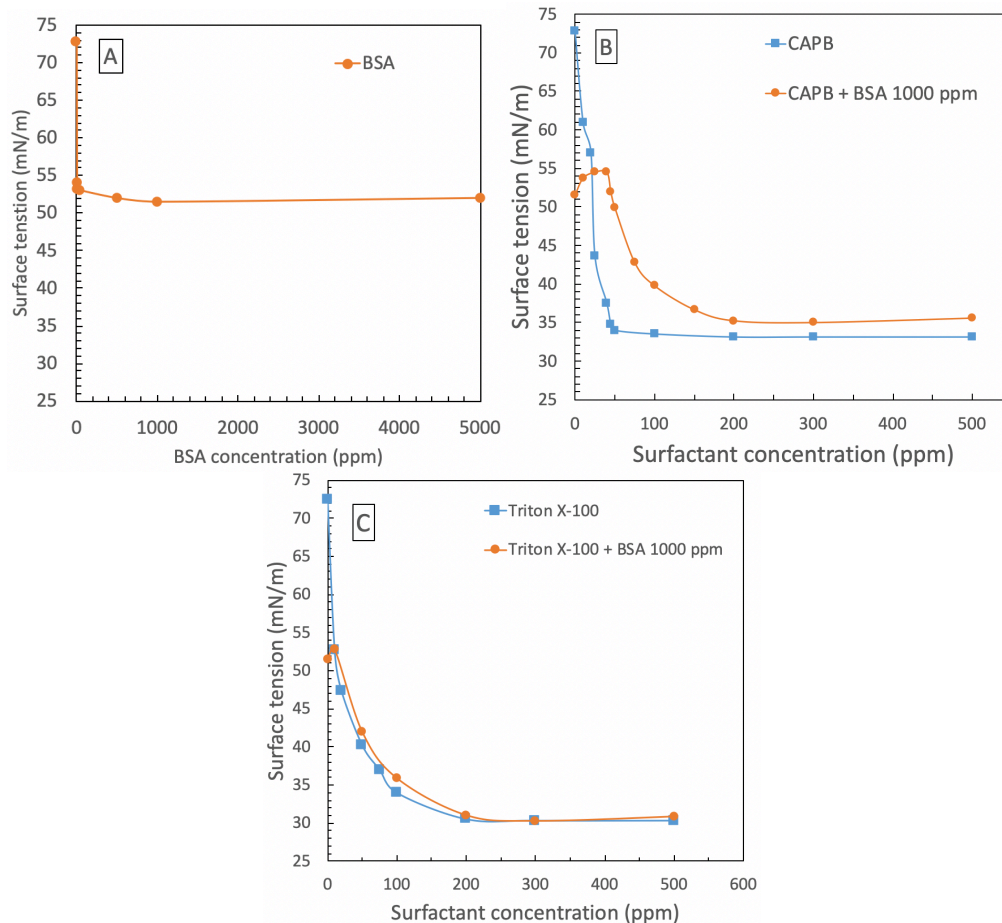 A
BSA
Surface tenstion (mN/m)
75
70
65
60
55
50
45
40
35
30
25
0 1000 2000 3000 4000 5000
BSA concentration (ppm)
B
CAPB
CAPB + BSA 1000 ppm
Surface tension (mN/m)
75
70
65
60
55
50
45
40
35
30
25
0 100 200 300 400 500
Surfactant concentration (ppm)
C
Triton X-100
Triton X-100 + BSA 1000 ppm
Surface tension (mN/m)
75
70
65
60
55
50
45
40
35
30
25
0 100 200 300 400 500 600
Surfactant concentration (ppm)